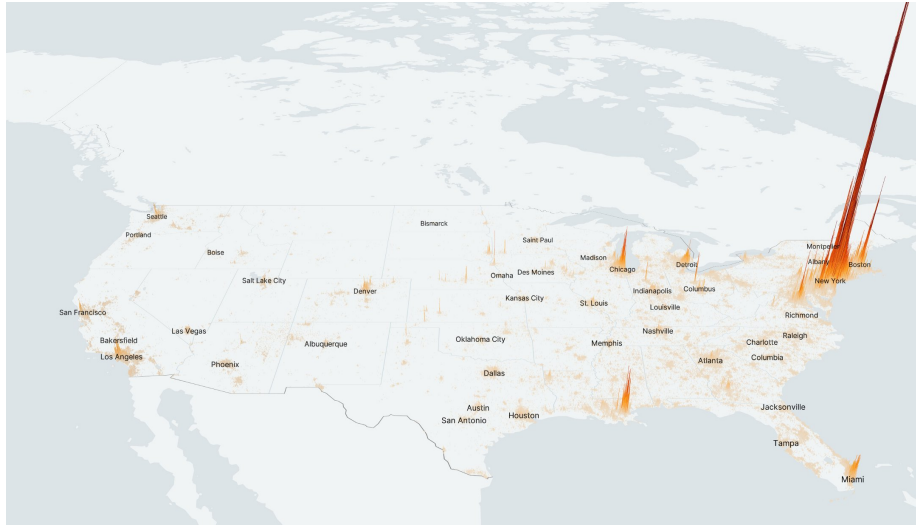 Seattle
Bismarck
Portland
Saint Paul
Montpelier
Boise
Madison
Albany
Boston
Detroit
Chicago
Salt Lake City
Omaha
Des Moines
New York
Denver
Indianapolis
Columbus
Kansas City
St. Louis
Louisville
San Francisco
Richmond
Las Vegas
Nashville
Raleigh
Bakersfield
Albuquerque
Oklahoma City
Memphis
Charlotte
Los Angeles
Columbia
Phoenix
Atlanta
Dallas
Austin
Jacksonville
San Antonio
Houston
Tampa
Miami